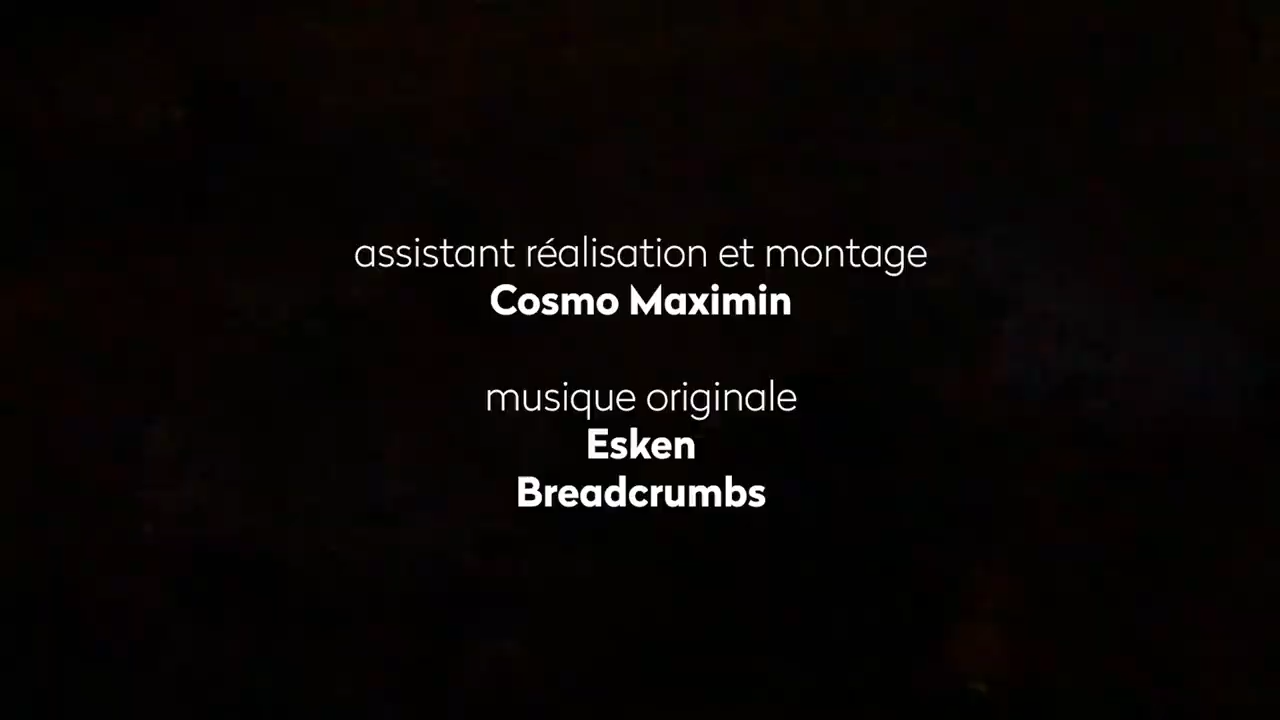 assistant réalisation et montage
Cosmo Maximin
musique originale
Esken
Breadcrumbs